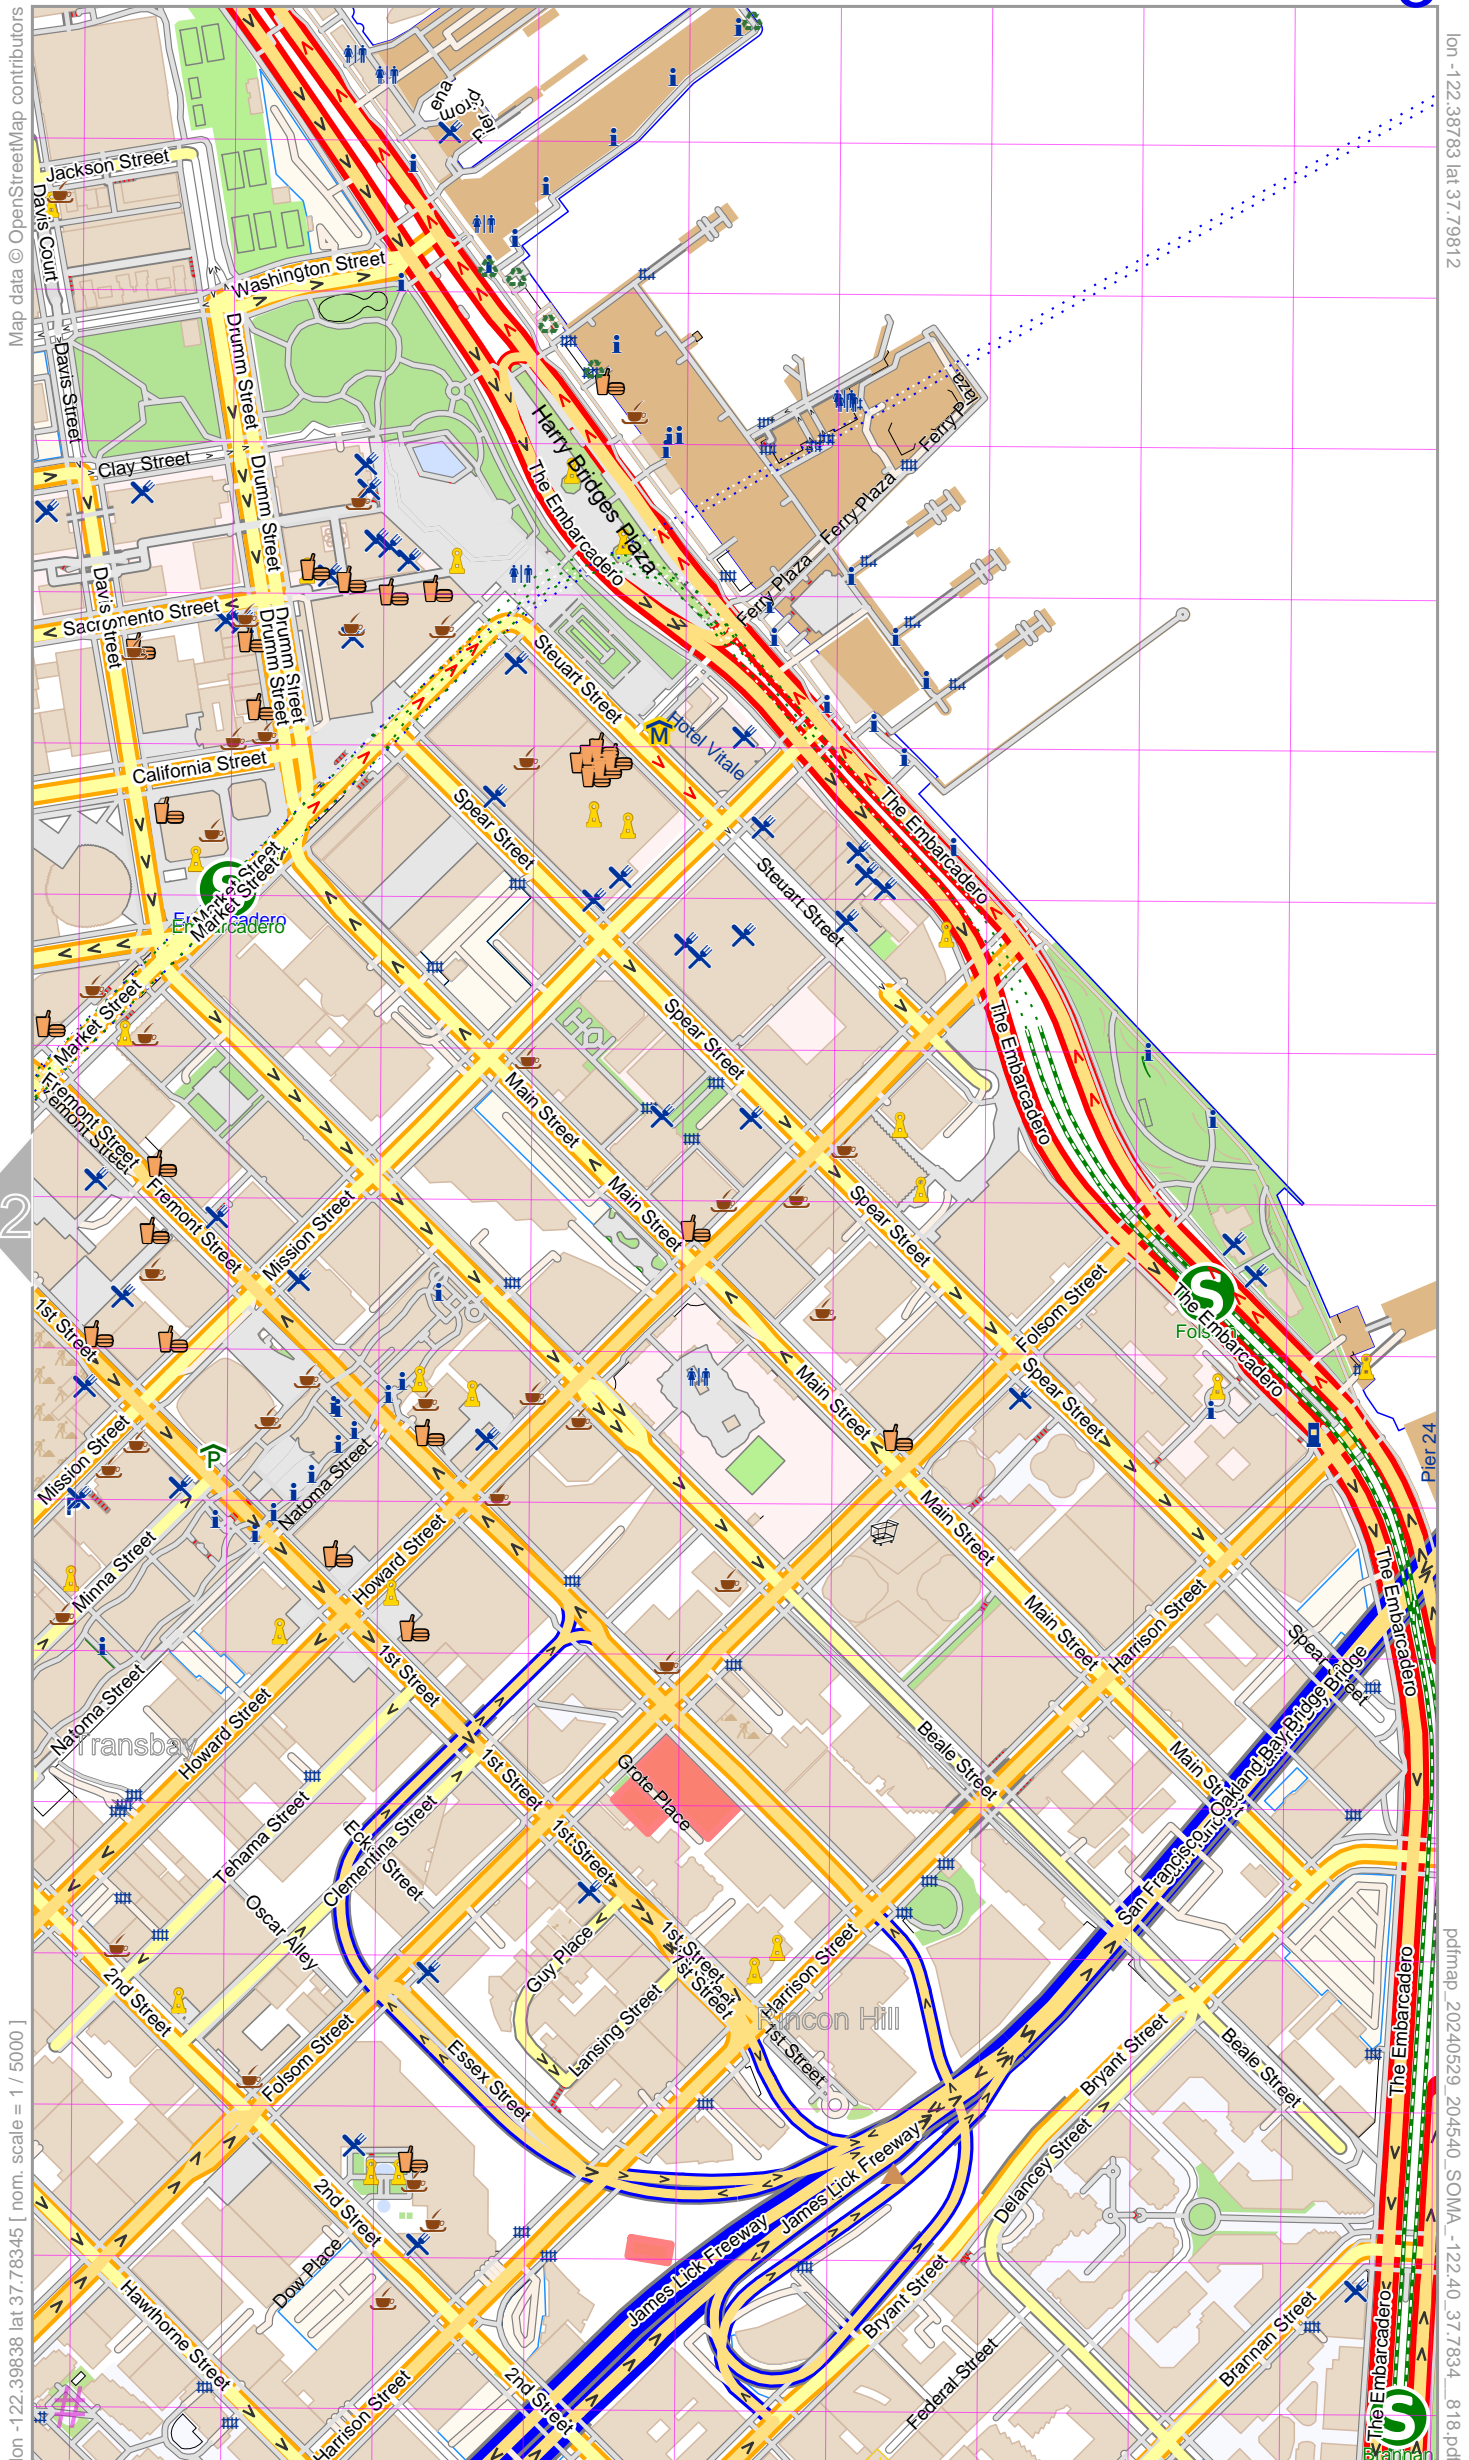 Map data © OpenStreetMap contributors
lon -122.38783 lat 37.79812
Jackson Street
Davis Court
Washington Street
Drumm Street
Davis Street
Clay Street
Drumm Street
Harry Bridges Plaza
The Embarcadero
Ferry Plaza
Ferry Plaza
Ferry Plaza
Davis Street
Sacramento Street
Drumm Street
Drumm Street
Steuart Street
M
Hotel Vitale
California Street
Spear Street
The Embarcadero
Steuart Street
S
Market Street
Market Street
Embarcadero
Embarcadero
Market Street
Spear Street
The Embarcadero
Fremont Street
Fremont Street
Main Street
2
Fremont Street
Mission Street
Main Street
Spear Street
Folsom Street
S
Folsom
The Embarcadero
1st Street
Main Street
Spear Street
Mission Street
P
Natoma Street
Pier 24
Main Street
Minna Street
Howard Street
The Embarcadero
Main Street
Harrison Street
Spear Street
1st Street
Natoma Street
Transbay
Howard Street
San Francisco - Oakland Bay Bridge
Beale Street
Main Street
1st Street
Grote Place
Tehama Street
Ecker Street
Clementina Street
1st Street
Oscar Alley
Guy Place
1st Street
1st Street
Harrison Street
The Embarcadero
2nd Street
Lansing Street
Rincon Hill
1st Street
Folsom Street
Essex Street
Bryant Street
Beale Street
Delancey Street
James Lick Freeway
2nd Street
James Lick Freeway
Dow Place
Hawthorne Street
Bryant Street
Brannan Street
The Embarcadero
Federal Street
Harrison Street
2nd Street
S
Brannan
lon -122.39838 lat 37.78345 [ nom. scale = 1 / 5000 ]
pdfmap_20240529_204540_SOMA_-122.40_37.7834__818.pdf